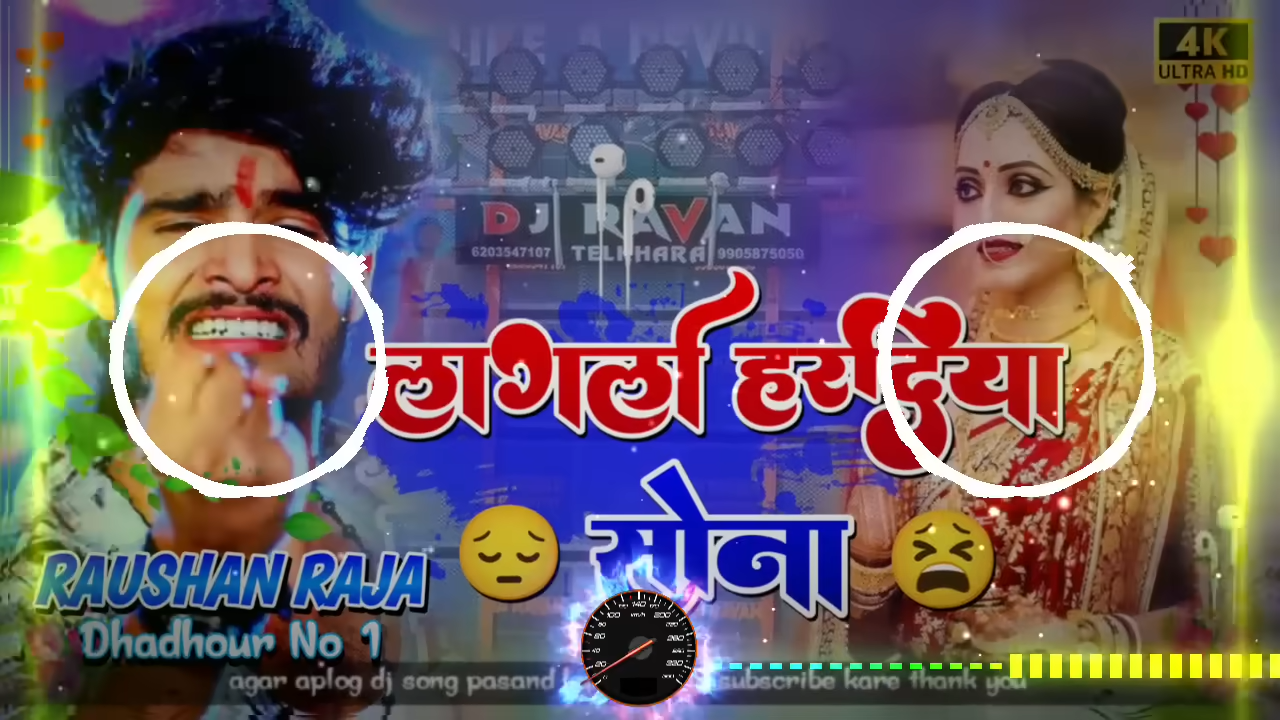 4K
ULTRA HD
DJ RAVAN
6203547107 TELHARA 9905875050
लागली हरदिया
सोना
RAUSHAN RAJA
Dhadhour No 1
agar aplog dj song pasand subscribe kare thank you